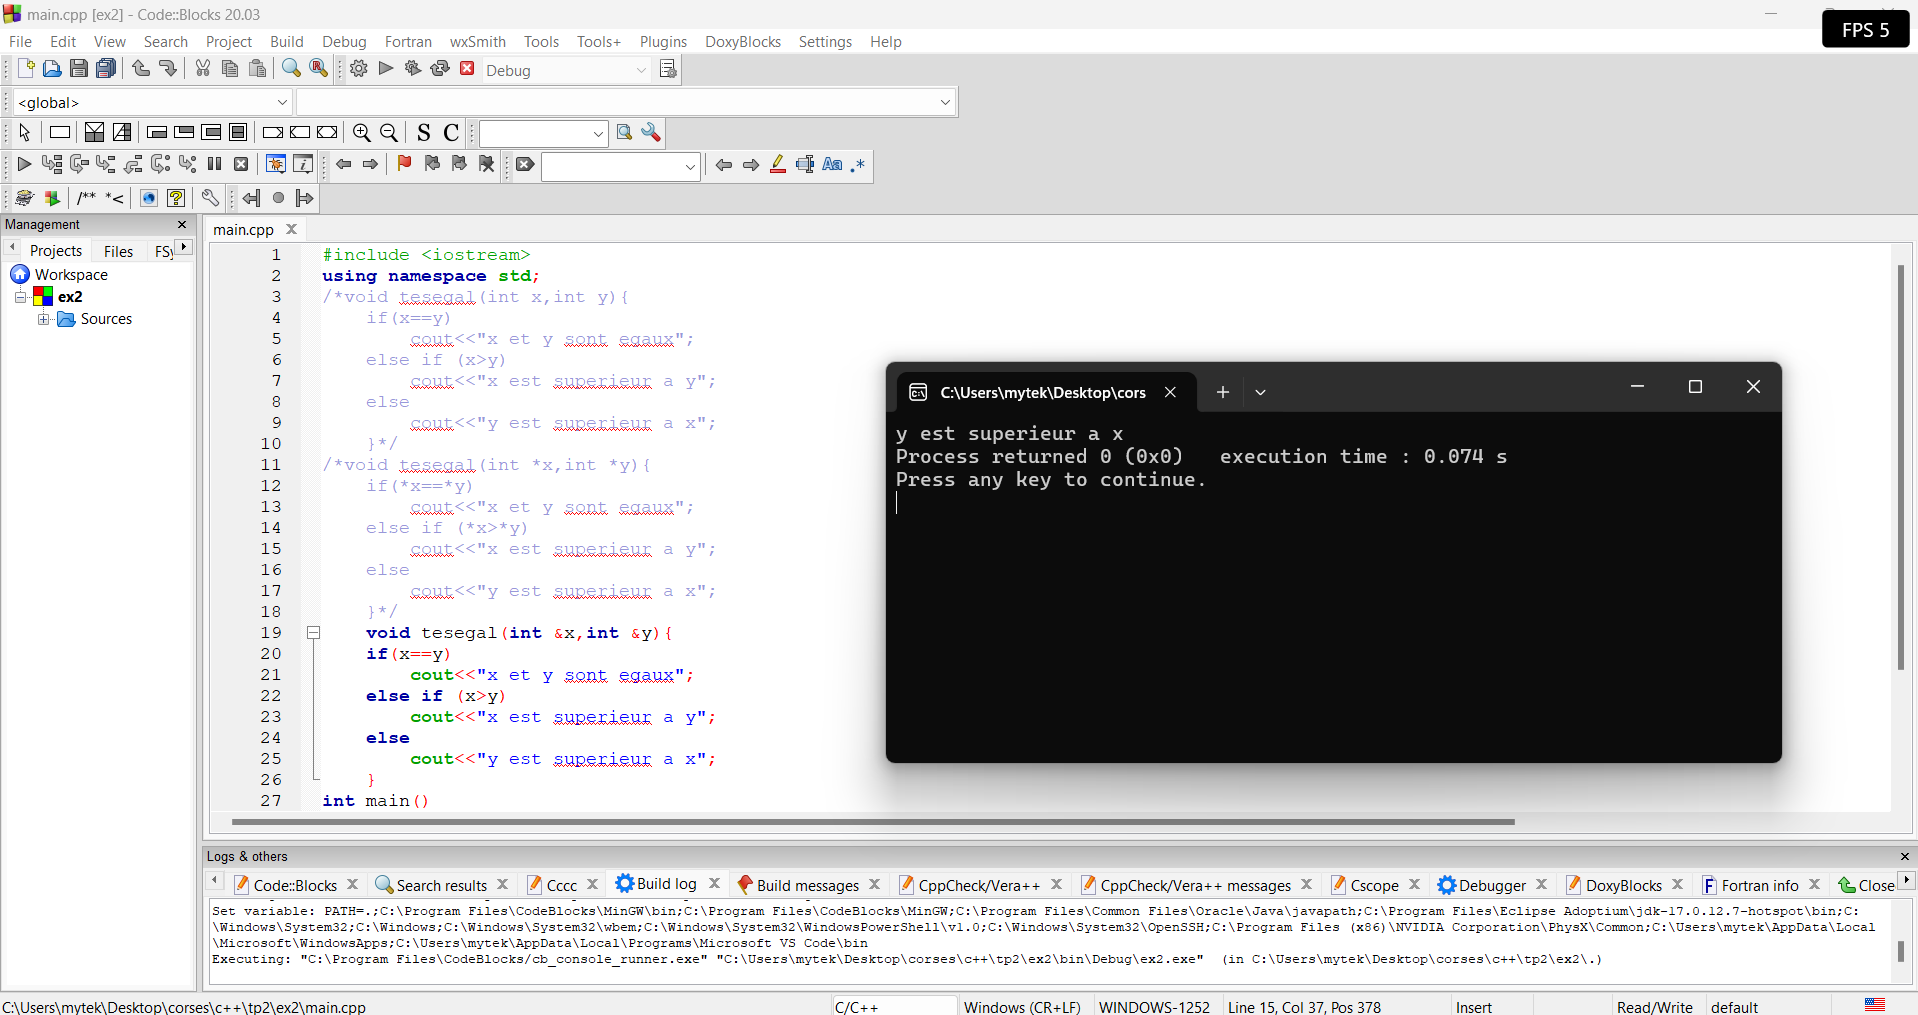 main.cpp [ex2] - Code::Blocks 20.03
FPS 5
File Edit View Search Project Build Debug Fortran wxSmith Tools Tools+ Plugins DoxyBlocks Settings Help
Debug
<global>
S C
Aa .*
/** *<
Management
main.cpp
Projects Files FSy
Workspace
ex2
Sources
1 #include <iostream>
2 using namespace std;
3 /*void tesegal(int x,int y){
4 if(x==y)
5 cout<<"x et y sont egaux";
6 else if (x>y)
7 cout<<"x est superieur a y";
8 else
9 cout<<"y est superieur a x";
10 }*/
11 /*void tesegal(int *x,int *y){
12 if(*x==*y)
13 cout<<"x et y sont egaux";
14 else if (*x>*y)
15 cout<<"x est superieur a y";
16 else
17 cout<<"y est superieur a x";
18 }*/
19 void tesegal(int &x,int &y){
20 if(x==y)
21 cout<<"x et y sont egaux";
22 else if (x>y)
23 cout<<"x est superieur a y";
24 else
25 cout<<"y est superieur a x";
26 }
27 int main()
C:\Users\mytek\Desktop\cors
y est superieur a x
Process returned 0 (0x0)   execution time : 0.074 s
Press any key to continue.
Logs & others
Code::Blocks Search results Cccc Build log Build messages CppCheck/Vera++ CppCheck/Vera++ messages Cscope Debugger DoxyBlocks Fortran info Close
Set variable: PATH=.;C:\Program Files\CodeBlocks\MinGW\bin;C:\Program Files\CodeBlocks\MinGW;C:\Program Files\Common Files\Oracle\Java\javapath;C:\Program Files\Eclipse Adoptium\jdk-17.0.12.7-hotspot\bin;C:
\Windows\System32;C:\Windows;C:\Windows\System32\wbem;C:\Windows\System32\WindowsPowerShell\v1.0;C:\Windows\System32\OpenSSH;C:\Program Files (x86)\NVIDIA Corporation\PhysX\Common;C:\Users\mytek\AppData\Local
\Microsoft\WindowsApps;C:\Users\mytek\AppData\Local\Programs\Microsoft VS Code\bin
Executing: "C:\Program Files\CodeBlocks/cb_console_runner.exe" "C:\Users\mytek\Desktop\corses\c++\tp2\ex2\bin\Debug\ex2.exe"  (in C:\Users\mytek\Desktop\corses\c++\tp2\ex2\.)
C:\Users\mytek\Desktop\corses\c++\tp2\ex2\main.cpp C/C++ Windows (CR+LF) WINDOWS-1252 Line 15, Col 37, Pos 378 Insert Read/Write default